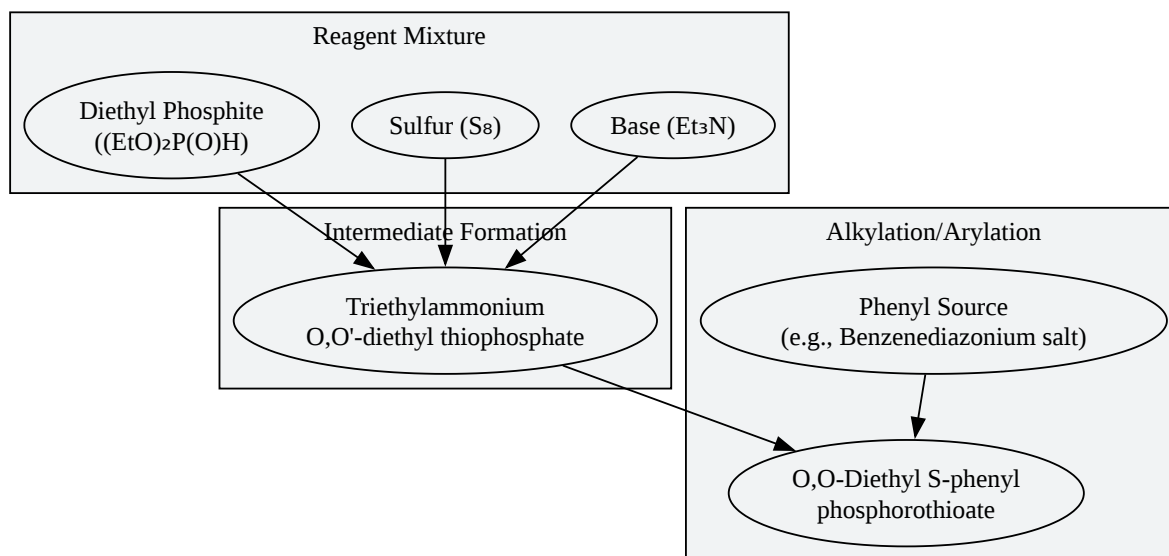 Reagent Mixture
Diethyl Phosphite
((EtO)₂P(O)H)
Sulfur (S₈)
Base (Et₃N)
Intermediate Formation
Triethylammonium
O,O'-diethyl thiophosphate
Alkylation/Arylation
Phenyl Source
(e.g., Benzenediazonium salt)
O,O-Diethyl S-phenyl
phosphorothioate